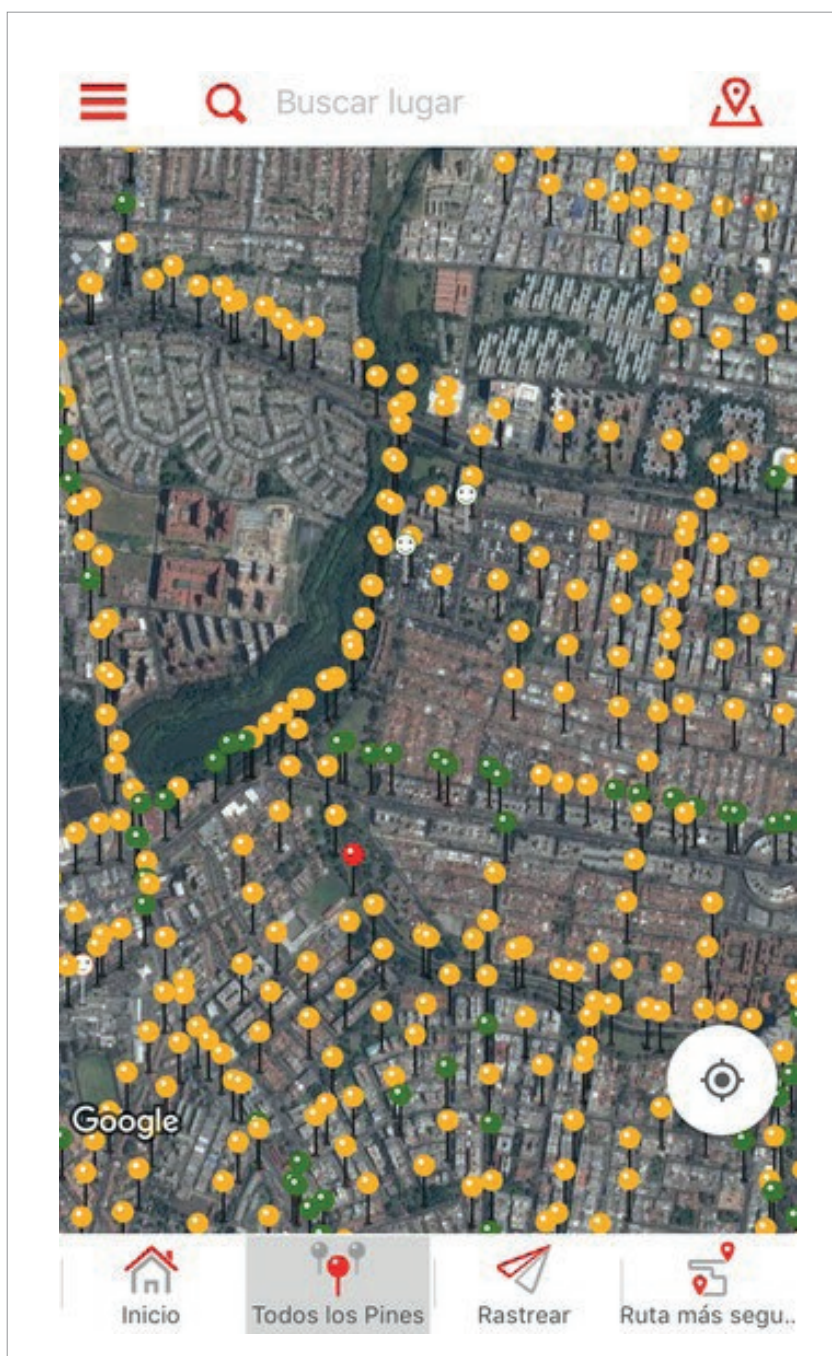 Buscar lugar
Google
Inicio
Todos los Pines
Rastrear
Ruta más segu..